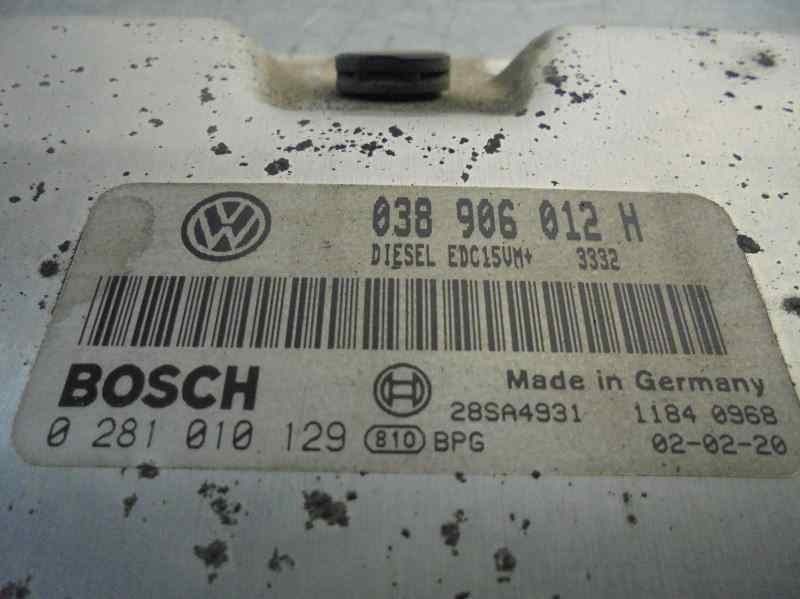 038 906 012 H
DIESEL EDC15VM+ 3332
BOSCH
Made in Germany
28SA4931 1184 0968
0 281 010 129 810 BPG 02-02-20